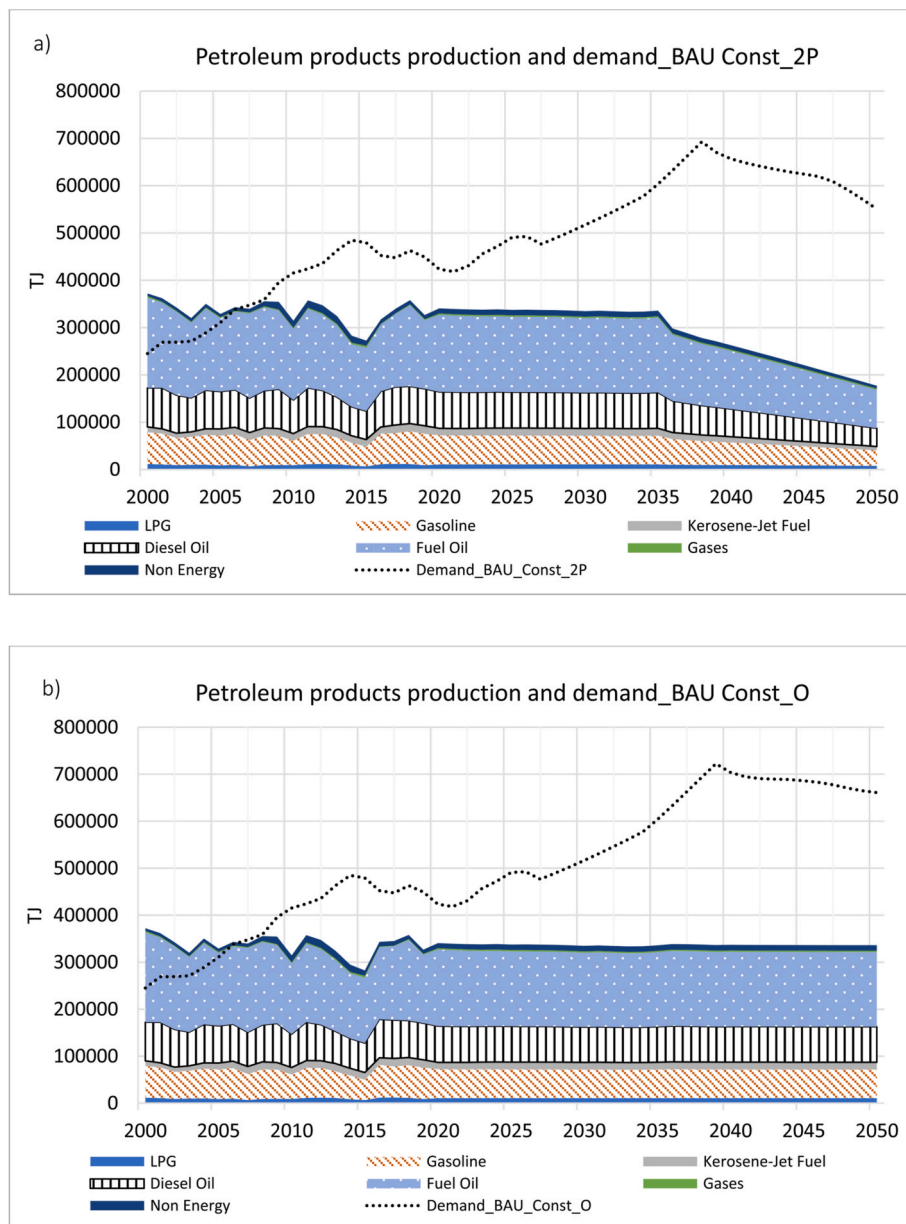 a)
Petroleum products production and demand_BAU Const_2P
800000
700000
600000
500000
400000
300000
200000
100000
0
TJ
2000 2005 2010 2015 2020 2025 2030 2035 2040 2045 2050
LPG Gasoline Kerosene-Jet Fuel
Diesel Oil Fuel Oil Gases
Non Energy Demand_BAU_Const_2P
b)
Petroleum products production and demand_BAU Const_O
800000
700000
600000
500000
400000
300000
200000
100000
0
TJ
2000 2005 2010 2015 2020 2025 2030 2035 2040 2045 2050
LPG Gasoline Kerosene-Jet Fuel
Diesel Oil Fuel Oil Gases
Non Energy Demand_BAU_Const_O